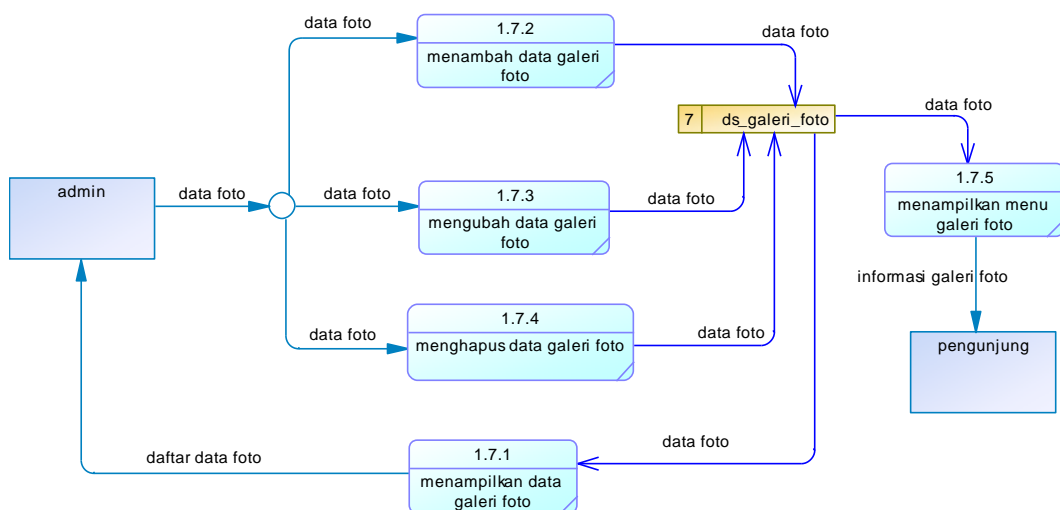 data foto
1.7.2
menambah data galeri
foto
data foto
7 ds_galeri_foto
data foto
admin
data foto
data foto
1.7.3
mengubah data galeri
foto
data foto
1.7.5
menampilkan menu
galeri foto
informasi galeri foto
data foto
1.7.4
menghapus data galeri foto
data foto
pengunjung
daftar data foto
1.7.1
menampilkan data
galeri foto
data foto